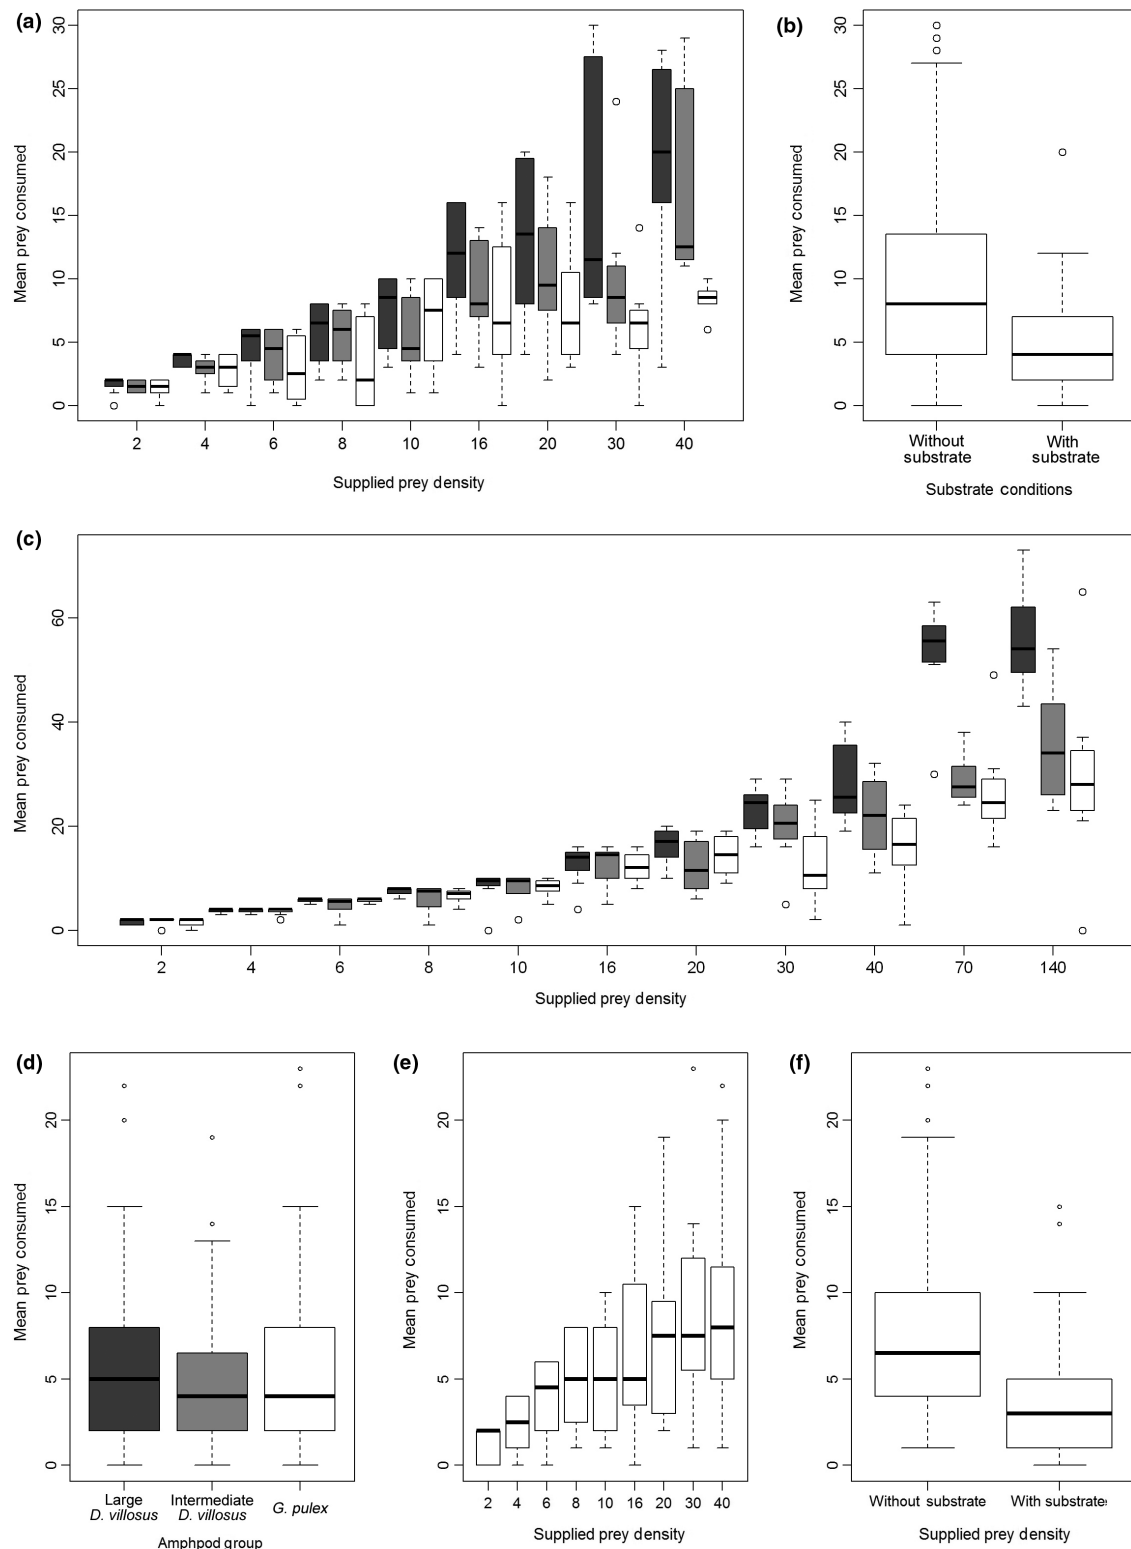 (a)
Mean prey consumed
0 5 10 15 20 25 30
2 4 6 8 10 16 20 30 40
Supplied prey density
(b)
Mean prey consumed
0 5 10 15 20 25 30
Without
substrate
With
substrate
Substrate conditions
(c)
Mean prey consumed
0 20 40 60
2 4 6 8 10 16 20 30 40 70 140
Supplied prey density
(d)
Mean prey consumed
0 5 10 15 20
Large
D. villosus
Intermediate
D. villosus
G. pulex
Amphpod group
(e)
Mean prey consumed
0 5 10 15 20
2 4 6 8 10 16 20 30 40
Supplied prey density
(f)
Mean prey consumed
0 5 10 15 20
Without substrate
With substrate
Supplied prey density